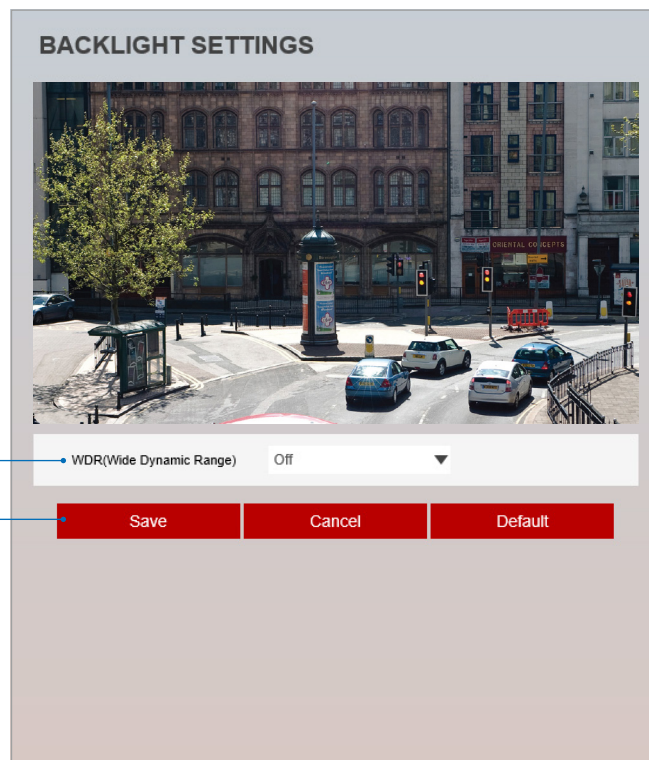 BACKLIGHT SETTINGS
ORIENTAL CONCEPTS
WDR(Wide Dynamic Range) Off
Save Cancel Default